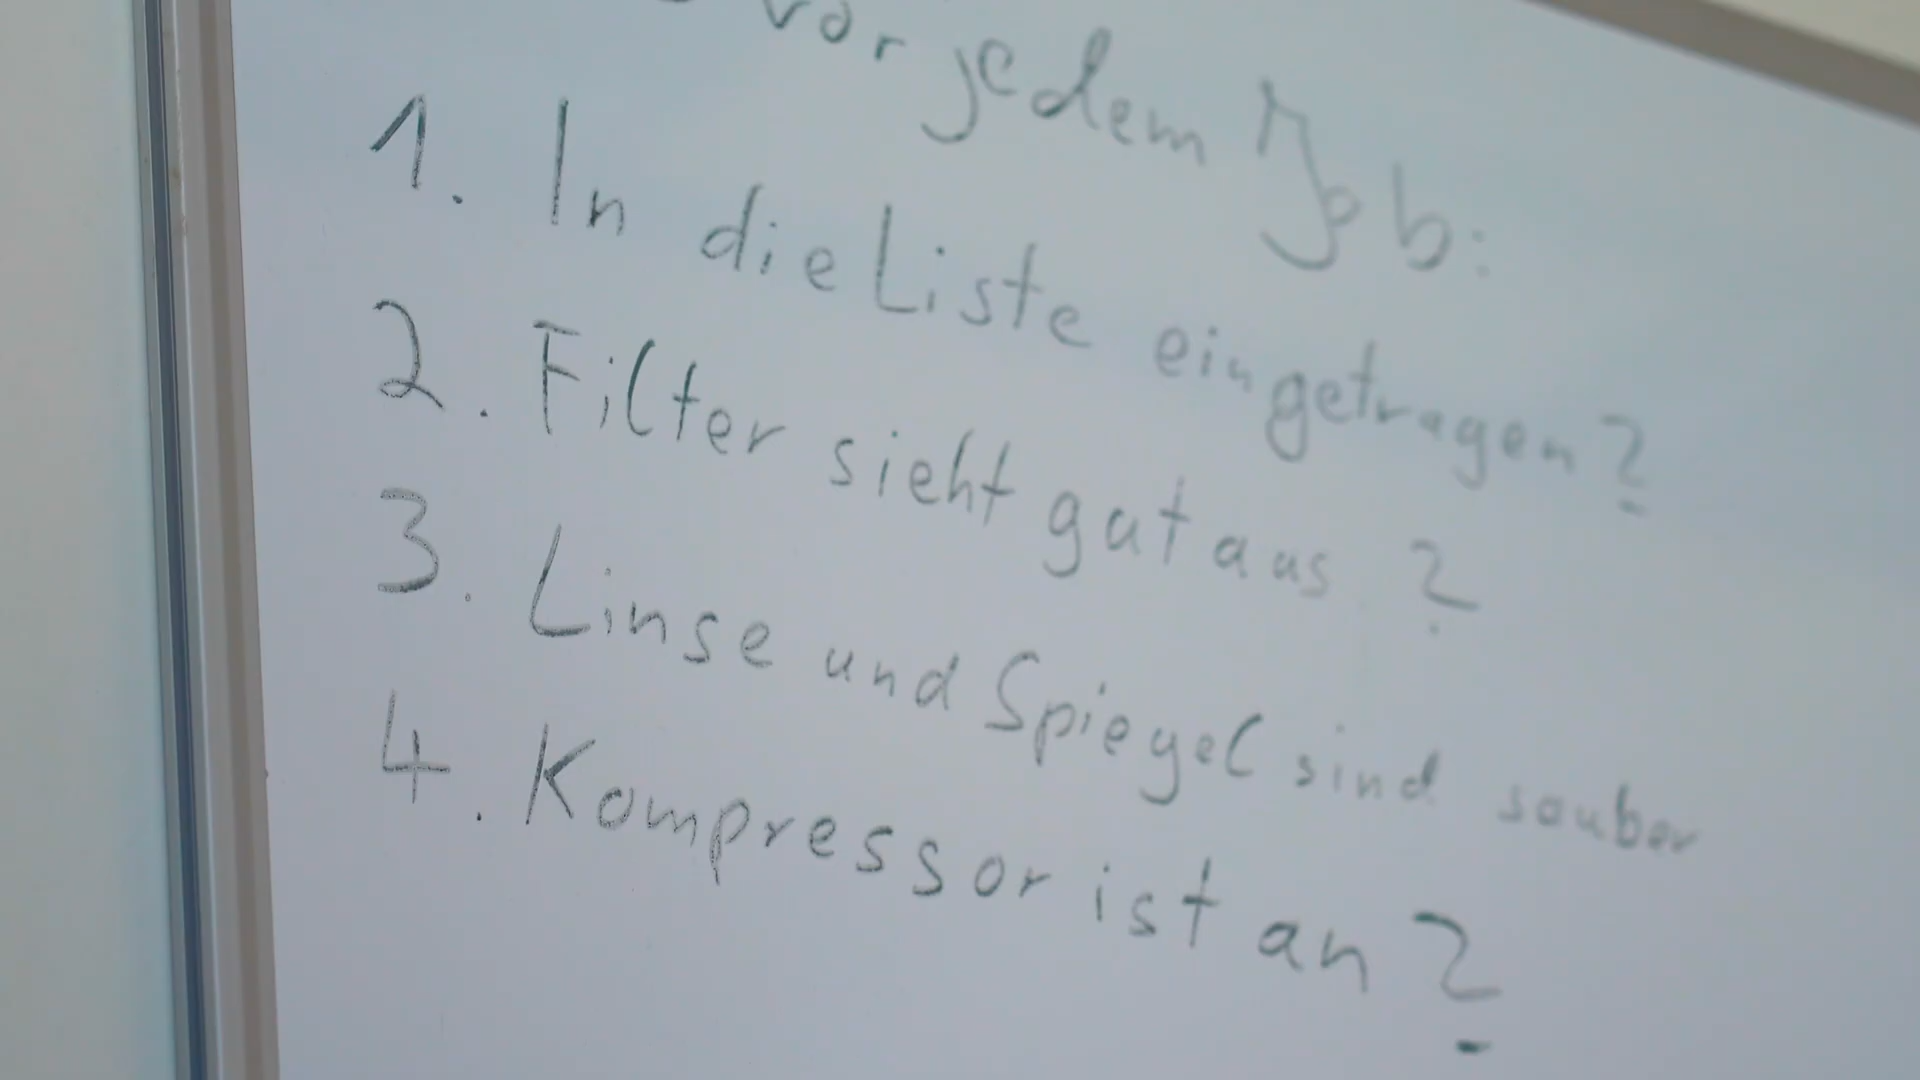 vor jedem Job:
1. In die Liste eingetragen?
2. Filter sieht gut aus?
3. Linse und Spiegel sind sauber
4. Kompressor ist an?